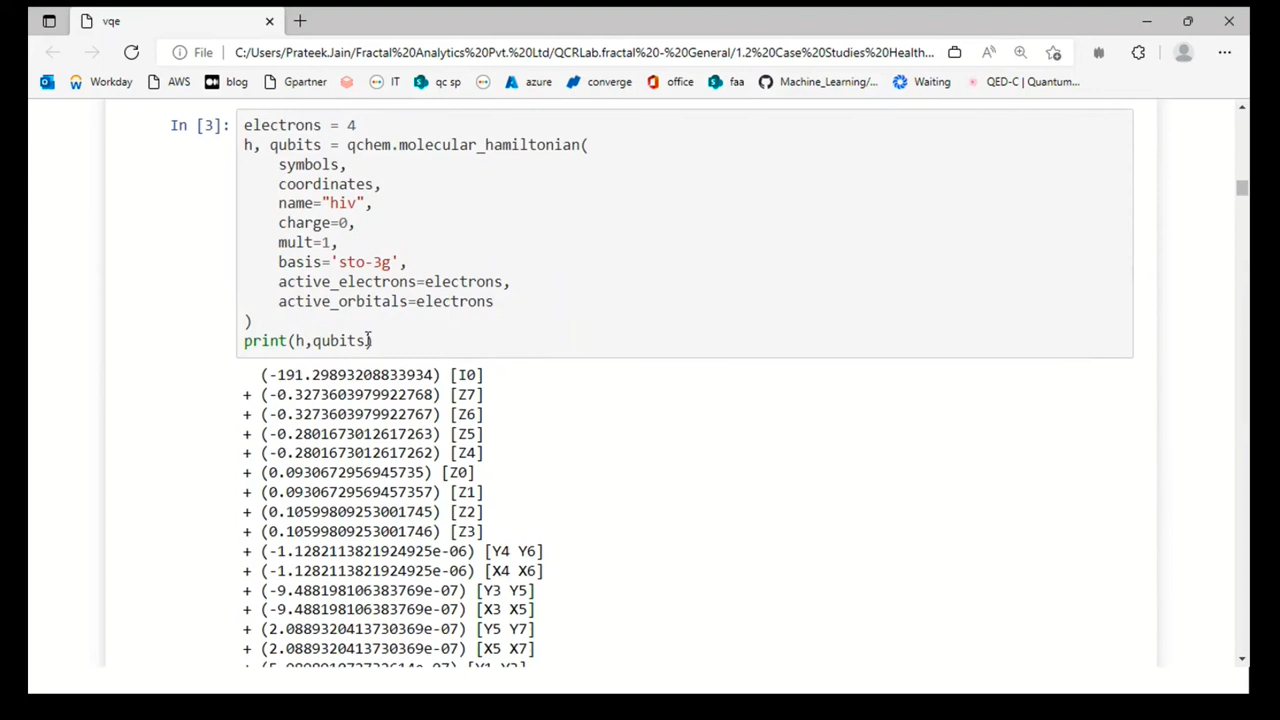 vqe
File C:/Users/Prateek.Jain/Fractal%20Analytics%20Pvt.%20Ltd/QCRLab.fractal%20-%20General/1.2%20Case%20Studies%20Health...
Workday AWS blog Gpartner IT qc sp azure converge office faa Machine_Learning/... Waiting QED-C | Quantum...
In [3]: electrons = 4
h, qubits = qchem.molecular_hamiltonian(
symbols,
coordinates,
name="hiv",
charge=0,
mult=1,
basis='sto-3g',
active_electrons=electrons,
active_orbitals=electrons
)
print(h,qubits)
(-191.29893208833934) [I0]
+ (-0.3273603979922768) [Z7]
+ (-0.3273603979922767) [Z6]
+ (-0.2801673012617263) [Z5]
+ (-0.2801673012617262) [Z4]
+ (0.0930672956945735) [Z0]
+ (0.09306729569457357) [Z1]
+ (0.10599809253001745) [Z2]
+ (0.10599809253001746) [Z3]
+ (-1.1282113821924925e-06) [Y4 Y6]
+ (-1.1282113821924925e-06) [X4 X6]
+ (-9.488198106383769e-07) [Y3 Y5]
+ (-9.488198106383769e-07) [X3 X5]
+ (2.0889320413730369e-07) [Y5 Y7]
+ (2.0889320413730369e-07) [X5 X7]